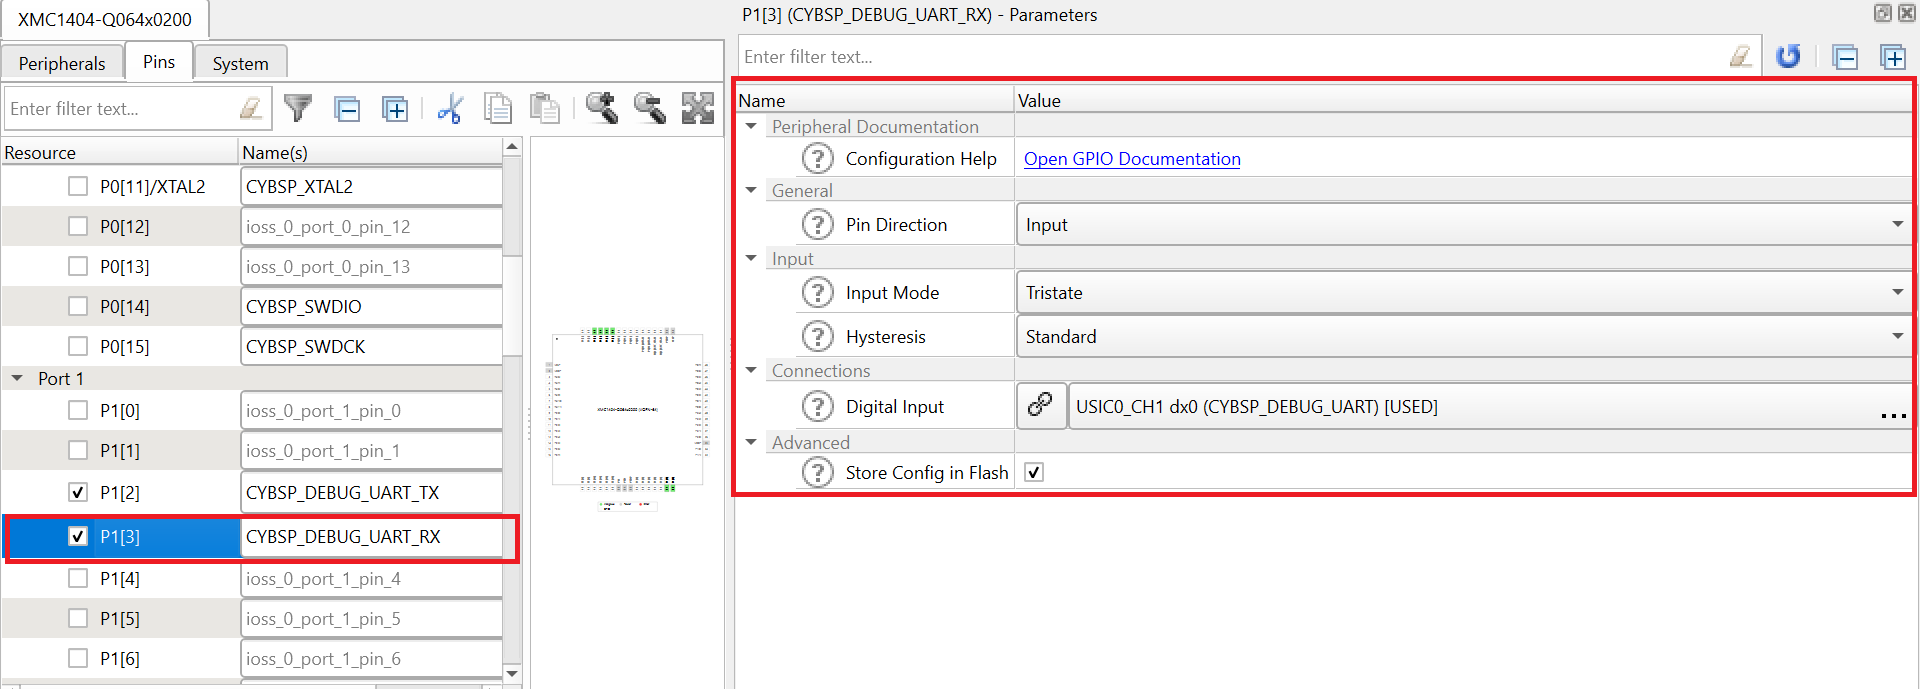 XMC1404-Q064x0200
Peripherals
Pins
System
Enter filter text...
Resource
Name(s)
P0[11]/XTAL2
CYBSP_XTAL2
P0[12]
ioss_0_port_0_pin_12
P0[13]
ioss_0_port_0_pin_13
P0[14]
CYBSP_SWDIO
P0[15]
CYBSP_SWDCK
Port 1
P1[0]
ioss_0_port_1_pin_0
P1[1]
ioss_0_port_1_pin_1
P1[2]
CYBSP_DEBUG_UART_TX
P1[3]
CYBSP_DEBUG_UART_RX
P1[4]
ioss_0_port_1_pin_4
P1[5]
ioss_0_port_1_pin_5
P1[6]
ioss_0_port_1_pin_6
P1[3] (CYBSP_DEBUG_UART_RX) - Parameters
Enter filter text...
Name
Value
Peripheral Documentation
Configuration Help
Open GPIO Documentation
General
Pin Direction
Input
Input
Input Mode
Tristate
Hysteresis
Standard
Connections
Digital Input
USIC0_CH1 dx0 (CYBSP_DEBUG_UART) [USED]
...
Advanced
Store Config in Flash